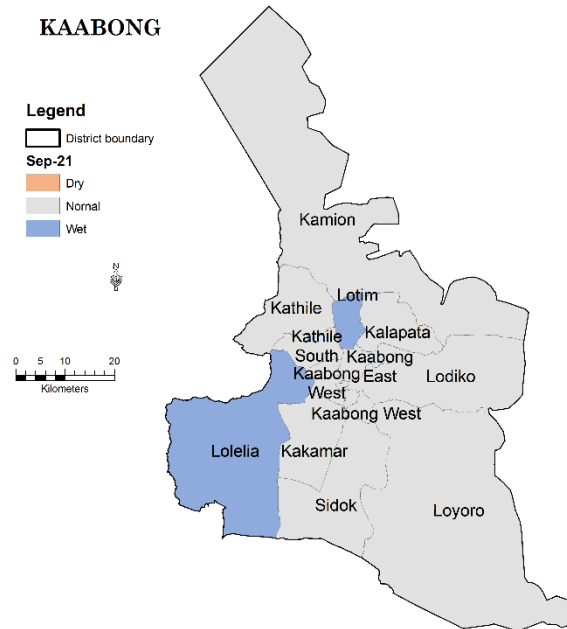 KAABONG
Legend
District boundary
Sep-21
Dry
Nornal
Wet
N
0 5 10 20
Kilometers
Kamion
Lotim
Kathile
Kalapata
Kathile
South
Kaabong
East
Lodiko
Kaabong
West
Kaabong West
Lolelia
Kakamar
Sidok
Loyoro